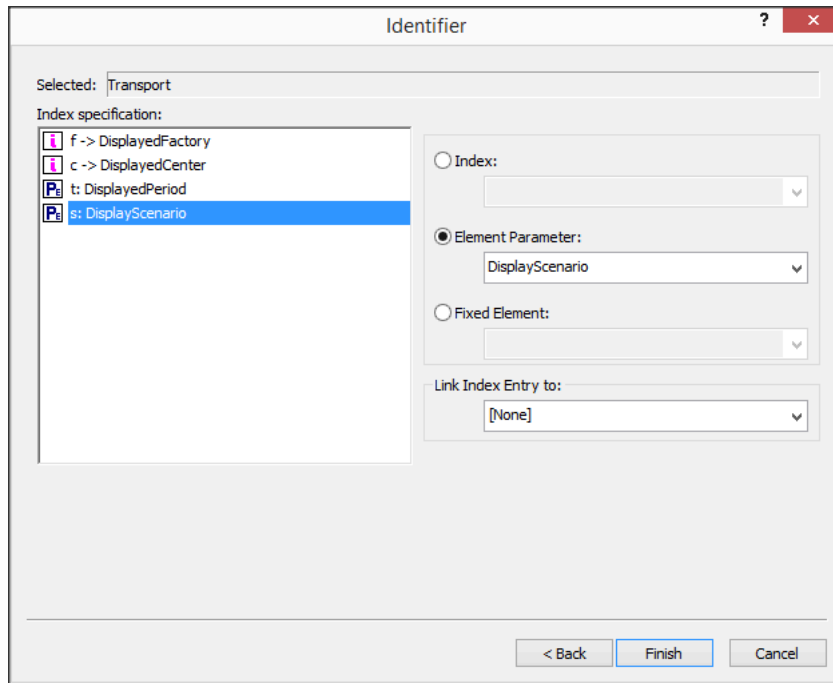 Identifier
?
Selected: Transport
Index specification:
f -> DisplayedFactory
c -> DisplayedCenter
t: DisplayedPeriod
s: DisplayScenario
Index:
Element Parameter:
DisplayScenario
Fixed Element:
Link Index Entry to:
[None]
< Back Finish Cancel